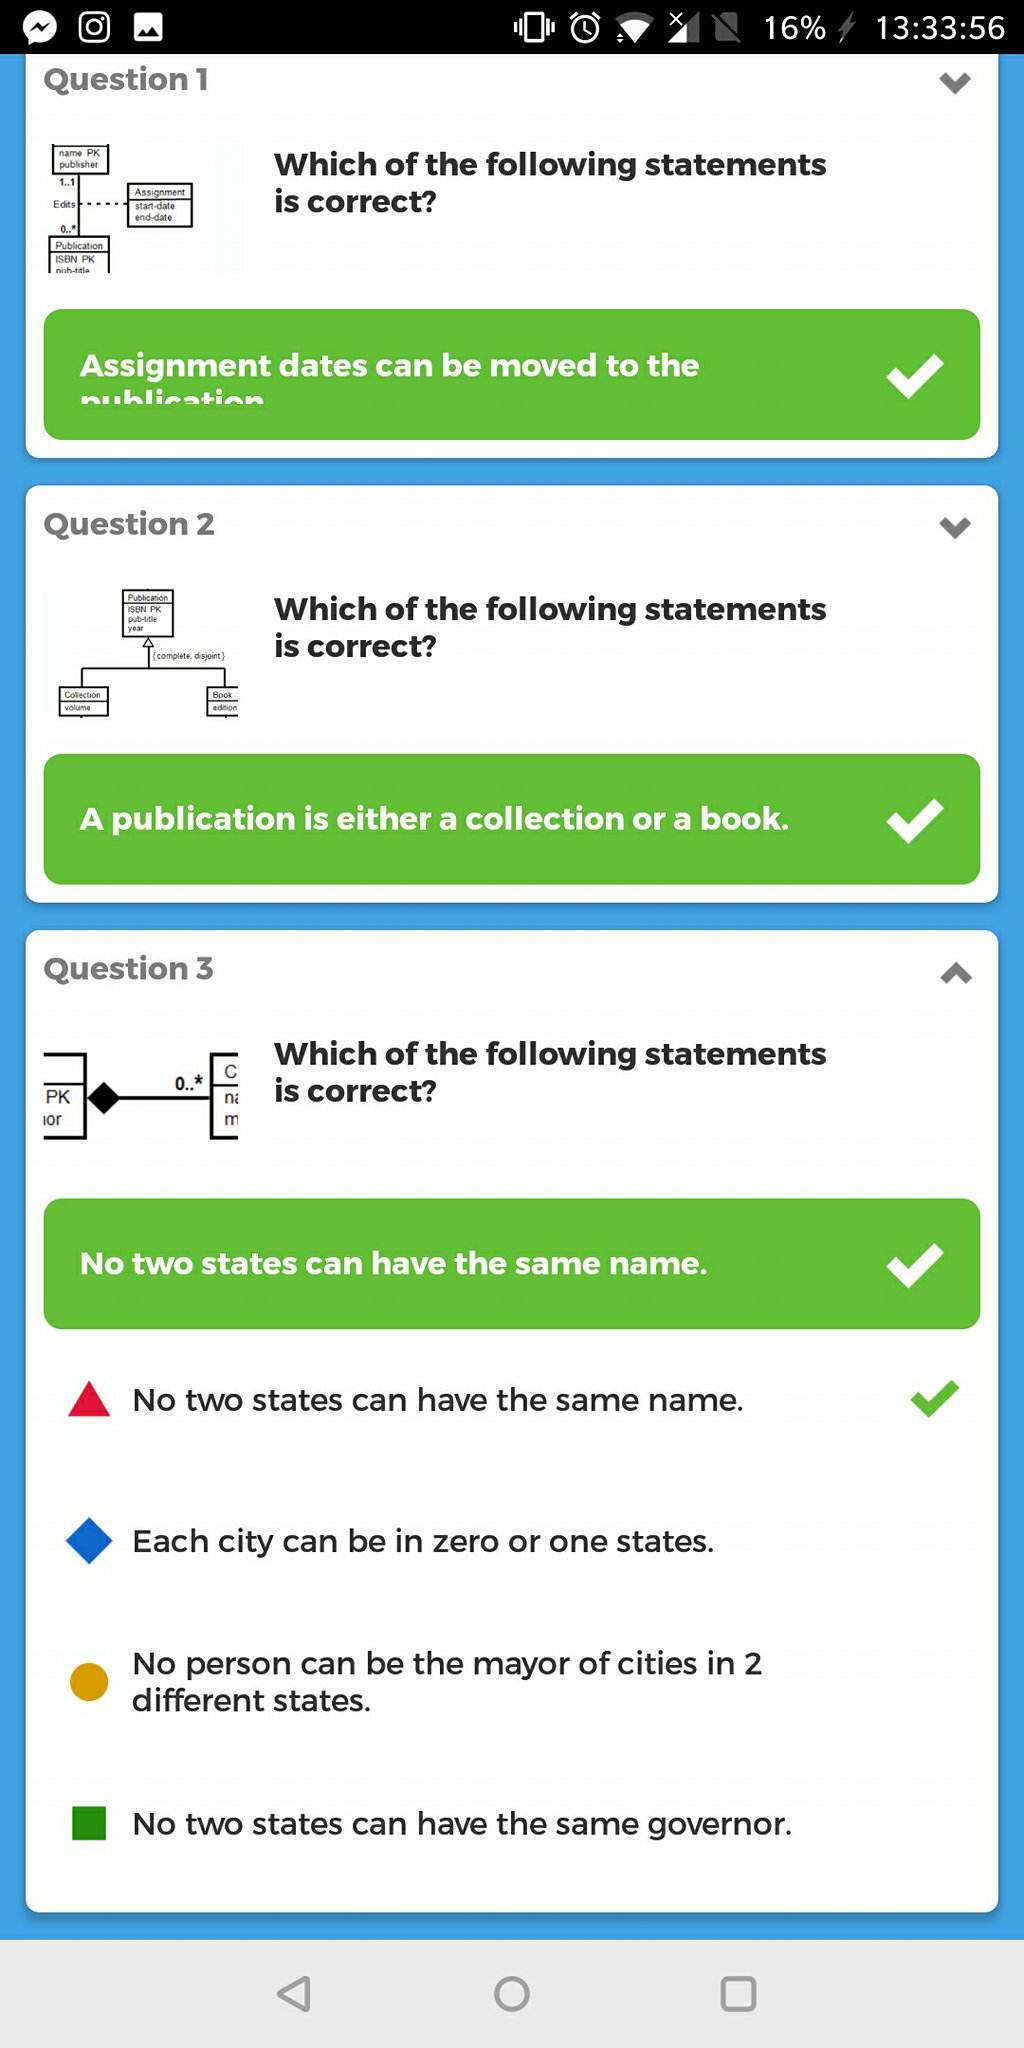 16%
13:33:56
Question 1
name PK
publisher
1..1
Edits
0..*
Assignment
start-date
end-date
Publication
ISBN PK
pub-title
Which of the following statements
is correct?
Assignment dates can be moved to the
publication
Question 2
Publication
ISBN PK
pub-title
year
{complete, disjoint}
Collection
volume
Book
edition
Which of the following statements
is correct?
A publication is either a collection or a book.
Question 3
PK
or
0..*
C
na
m
Which of the following statements
is correct?
No two states can have the same name.
No two states can have the same name.
Each city can be in zero or one states.
No person can be the mayor of cities in 2
different states.
No two states can have the same governor.